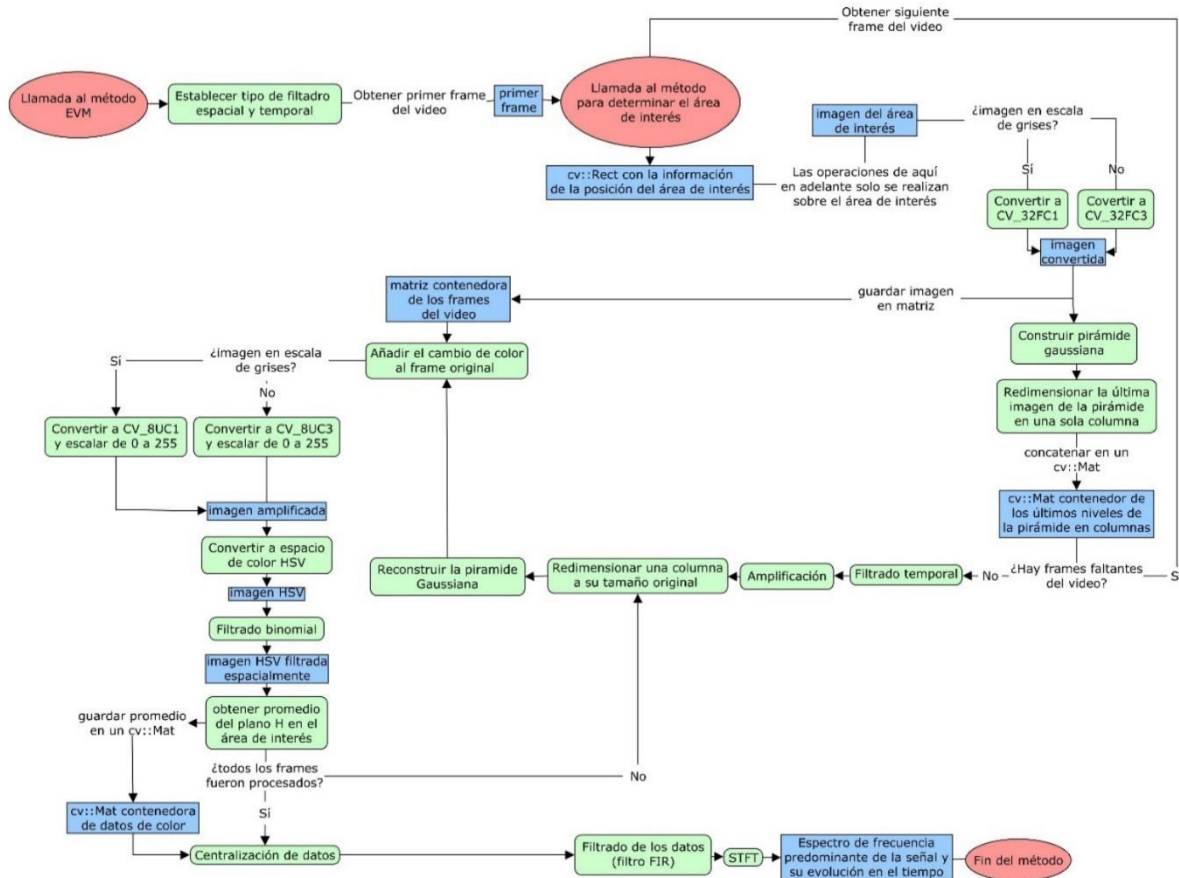 Obtener siguiente
frame del video
Llamada al método
EVM
Establecer tipo de filtadro
espacial y temporal
Obtener primer frame
del video
primer
frame
Llamada al método
para determinar el área
de interés
imagen del área
de interés
¿imagen en escala
de grises?
cv::Rect con la información
de la posición del área de interés
Las operaciones de aquí
en adelante solo se realizan
sobre el área de interés
Sí
No
Convertir a
CV_32FC1
Covertir a
CV_32FC3
imagen
convertida
guardar imagen
en matriz
matriz contenedora
de los frames
del video
Construir pirámide
gaussiana
Añadir el cambio de color
al frame original
¿imagen en escala
de grises?
Sí
No
Redimensionar la última
imagen de la pirámide
en una sola columna
Convertir a CV_8UC1
y escalar de 0 a 255
Convertir a CV_8UC3
y escalar de 0 a 255
concatenar en un
cv::Mat
cv::Mat contenedor de
los últimos niveles de
la pirámide en columnas
imagen amplificada
Convertir a espacio
de color HSV
Reconstruir la piramide
Gaussiana
Redimensionar una columna
a su tamaño original
Amplificación
Filtrado temporal
No
¿Hay frames faltantes
del video?
S
imagen HSV
Filtrado binomial
imagen HSV filtrada
espacialmente
obtener promedio
del plano H en el
área de interés
guardar promedio
en un cv::Mat
¿todos los frames
fueron procesados?
No
Sí
cv::Mat contenedora
de datos de color
Centralización de datos
Filtrado de los datos
(filtro FIR)
STFT
Espectro de frecuencia
predominante de la señal y
su evolución en el tiempo
Fin del método